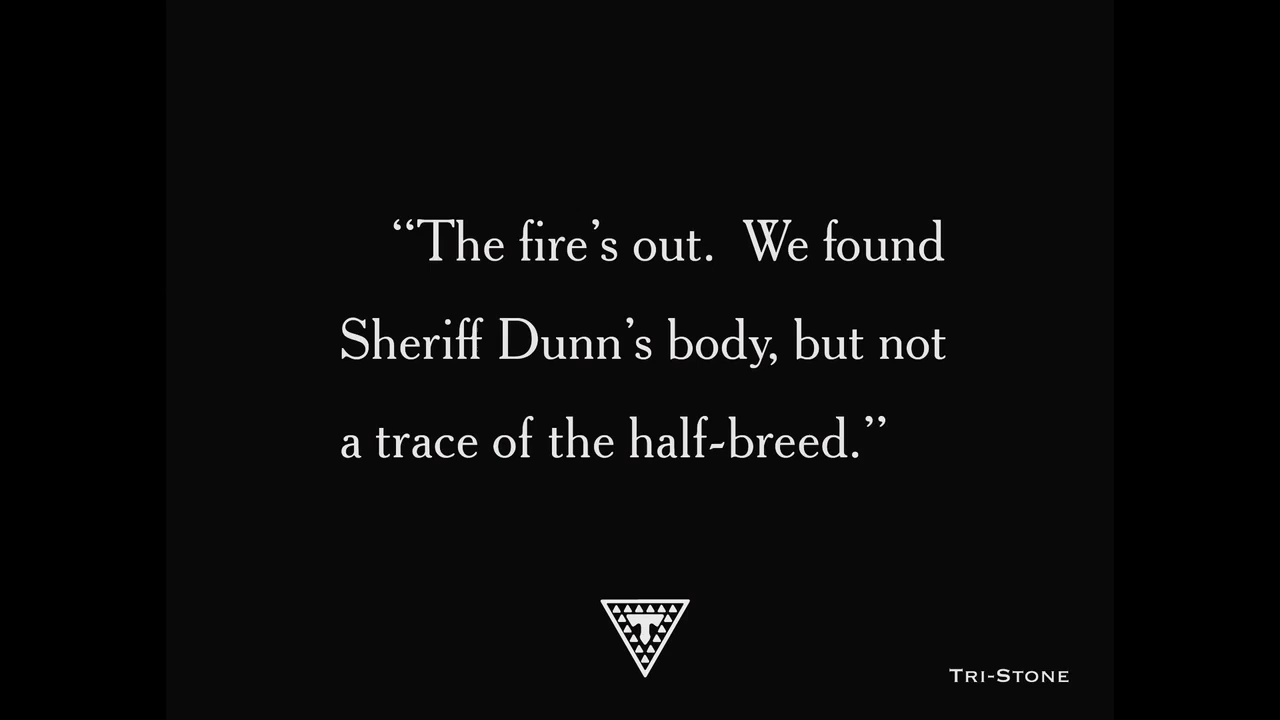 “The fire’s out.  We found
Sheriff Dunn’s body, but not
a trace of the half-breed.”
T
Tri-Stone